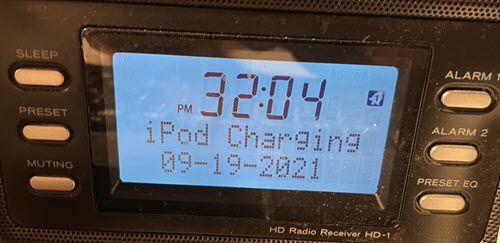 SLEEP
PRESET
MUTING
PM 32:04
iPod Charging
09-19-2021
ALARM 1
ALARM 2
PRESET EQ.
HD Radio Receiver HD-1